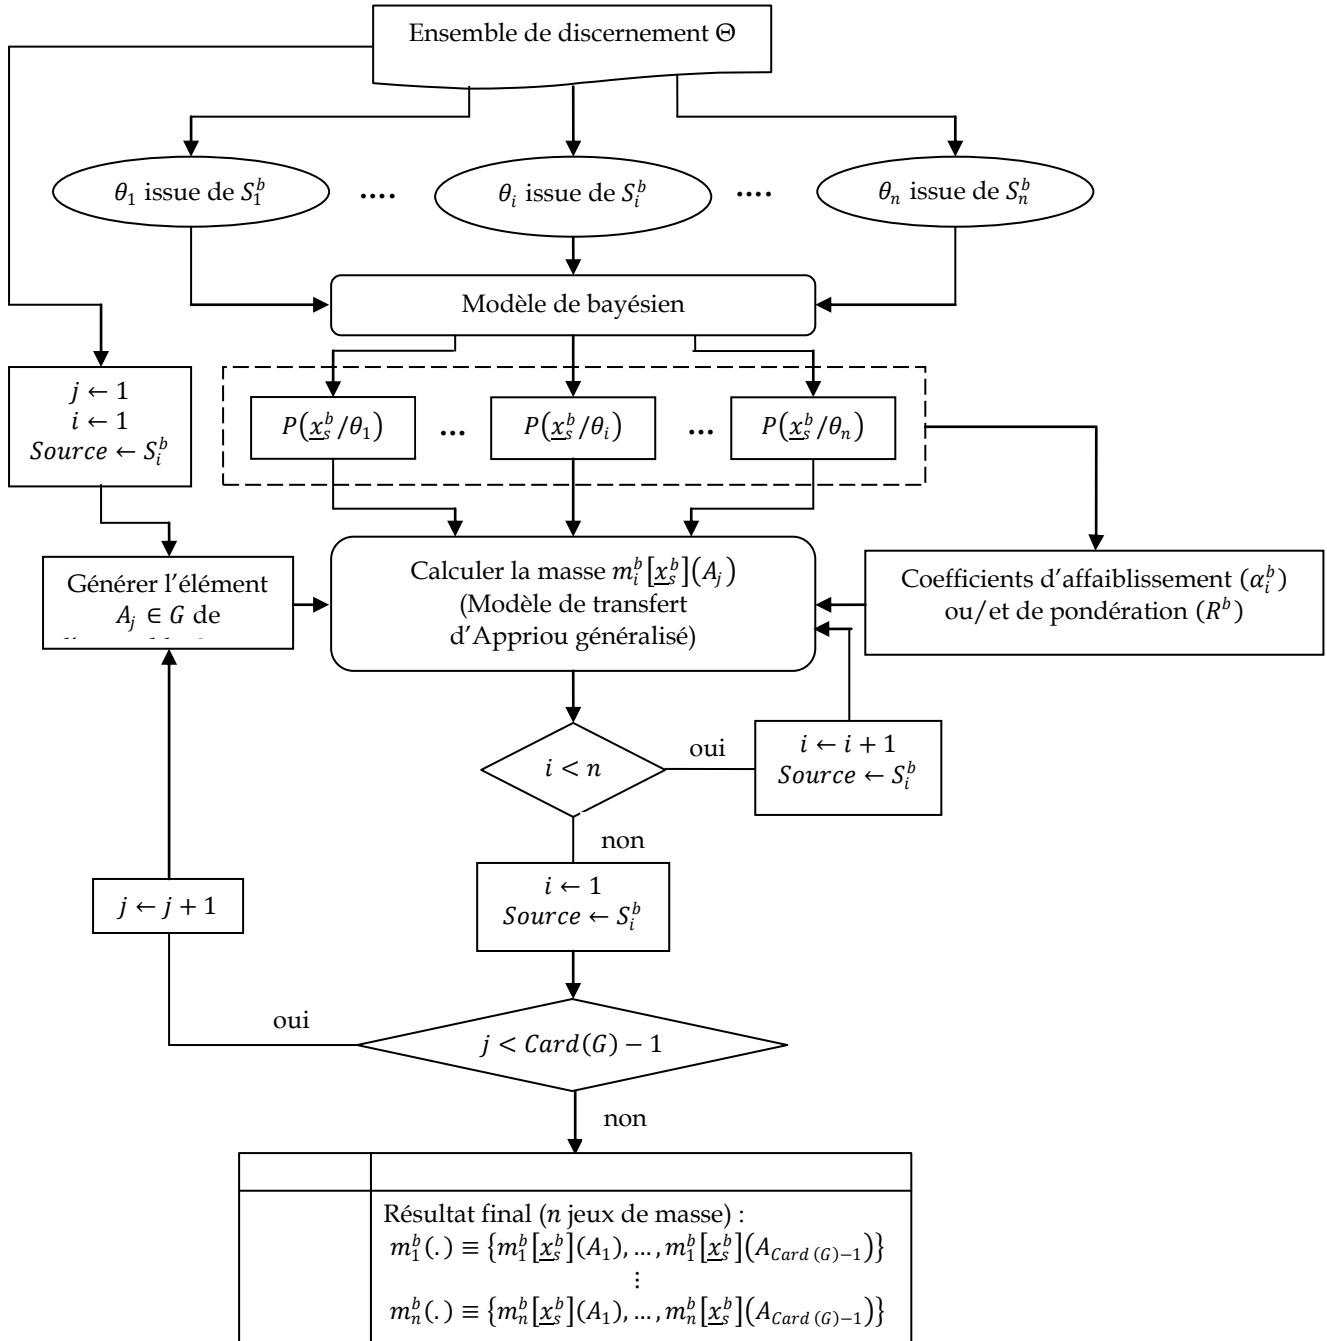 Ensemble de discernement Θ
θ₁ issue de S₁ᵇ
....
θᵢ issue de Sᵢᵇ
....
θₙ issue de Sₙᵇ
Modèle de bayésien
j ← 1
i ← 1
Source ← Sᵢᵇ
P(x̲ₛᵇ/θ₁)
...
P(x̲ₛᵇ/θᵢ)
...
P(x̲ₛᵇ/θₙ)
Générer l’élément
Aⱼ ∈ G de
Calculer la masse mᵢᵇ[x̲ₛᵇ](Aⱼ)
(Modèle de transfert
d’Appriou généralisé)
Coefficients d’affaiblissement (αᵢᵇ)
ou/et de pondération (Rᵇ)
i < n
oui
i ← i + 1
Source ← Sᵢᵇ
non
i ← 1
Source ← Sᵢᵇ
j ← j + 1
oui
j < Card(G) − 1
non
Résultat final (n jeux de masse) :
m₁ᵇ(.) ≡ {m₁ᵇ[x̲ₛᵇ](A₁), … , m₁ᵇ[x̲ₛᵇ](A_{Card (G)−1})}
⋮
mₙᵇ(.) ≡ {mₙᵇ[x̲ₛᵇ](A₁), … , mₙᵇ[x̲ₛᵇ](A_{Card (G)−1})}